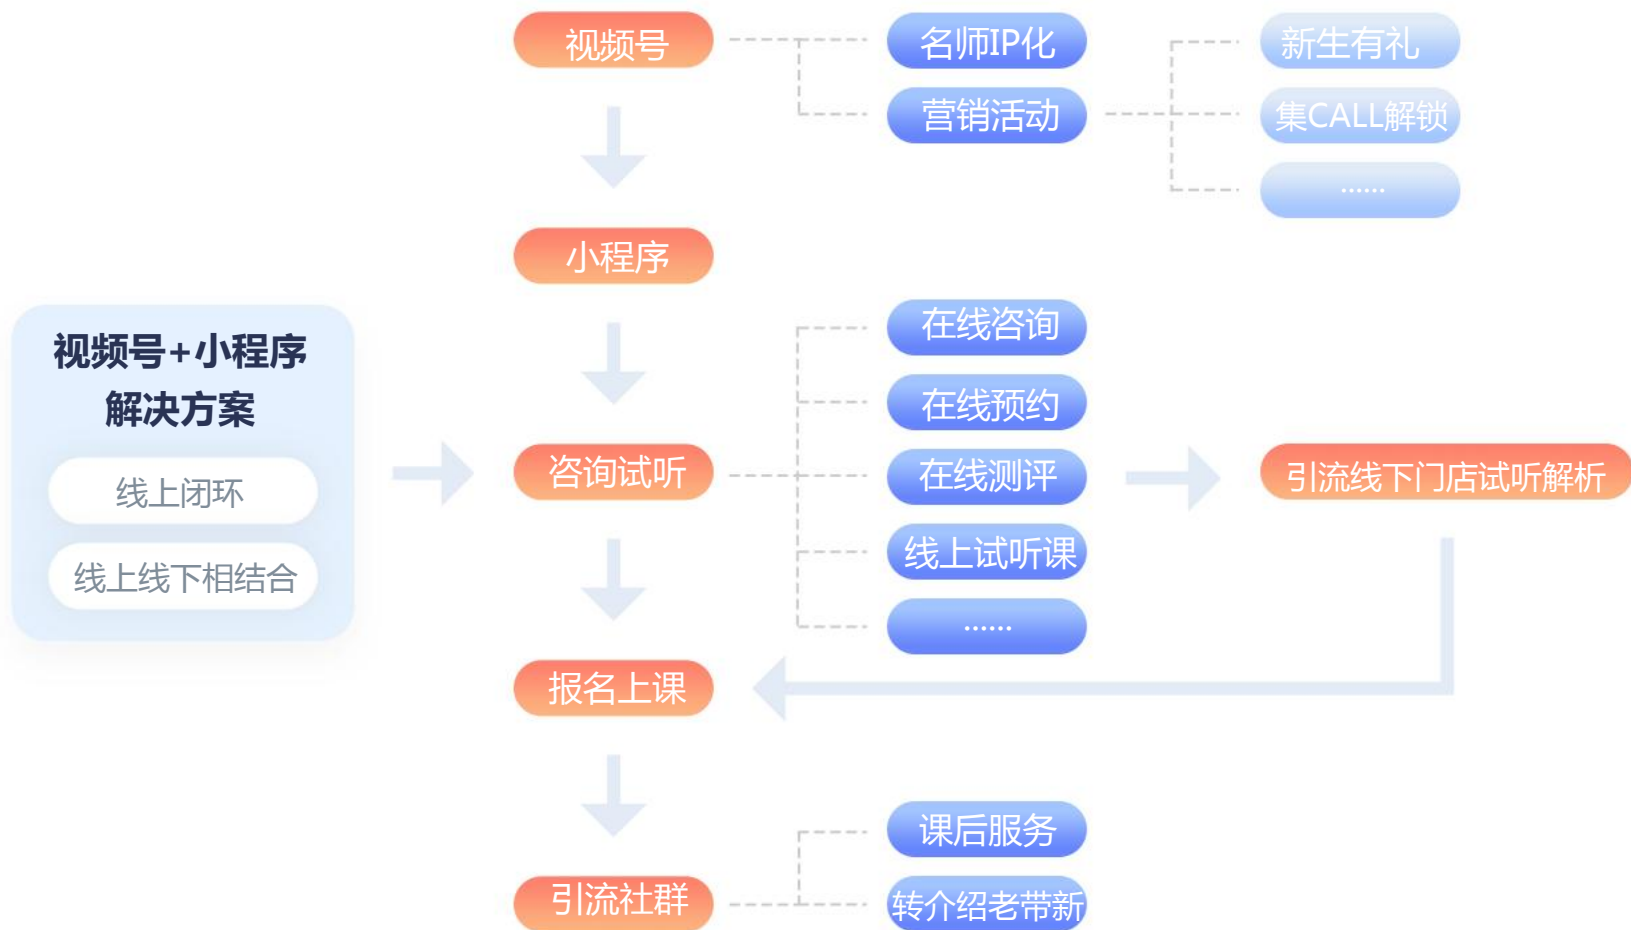 视频号
名师IP化
新生有礼
营销活动
集CALL解锁
······
小程序
视频号+小程序
解决方案
线上闭环
线上线下相结合
在线咨询
在线预约
咨询试听
在线测评
引流线下门店试听解析
线上试听课
······
报名上课
课后服务
引流社群
转介绍老带新